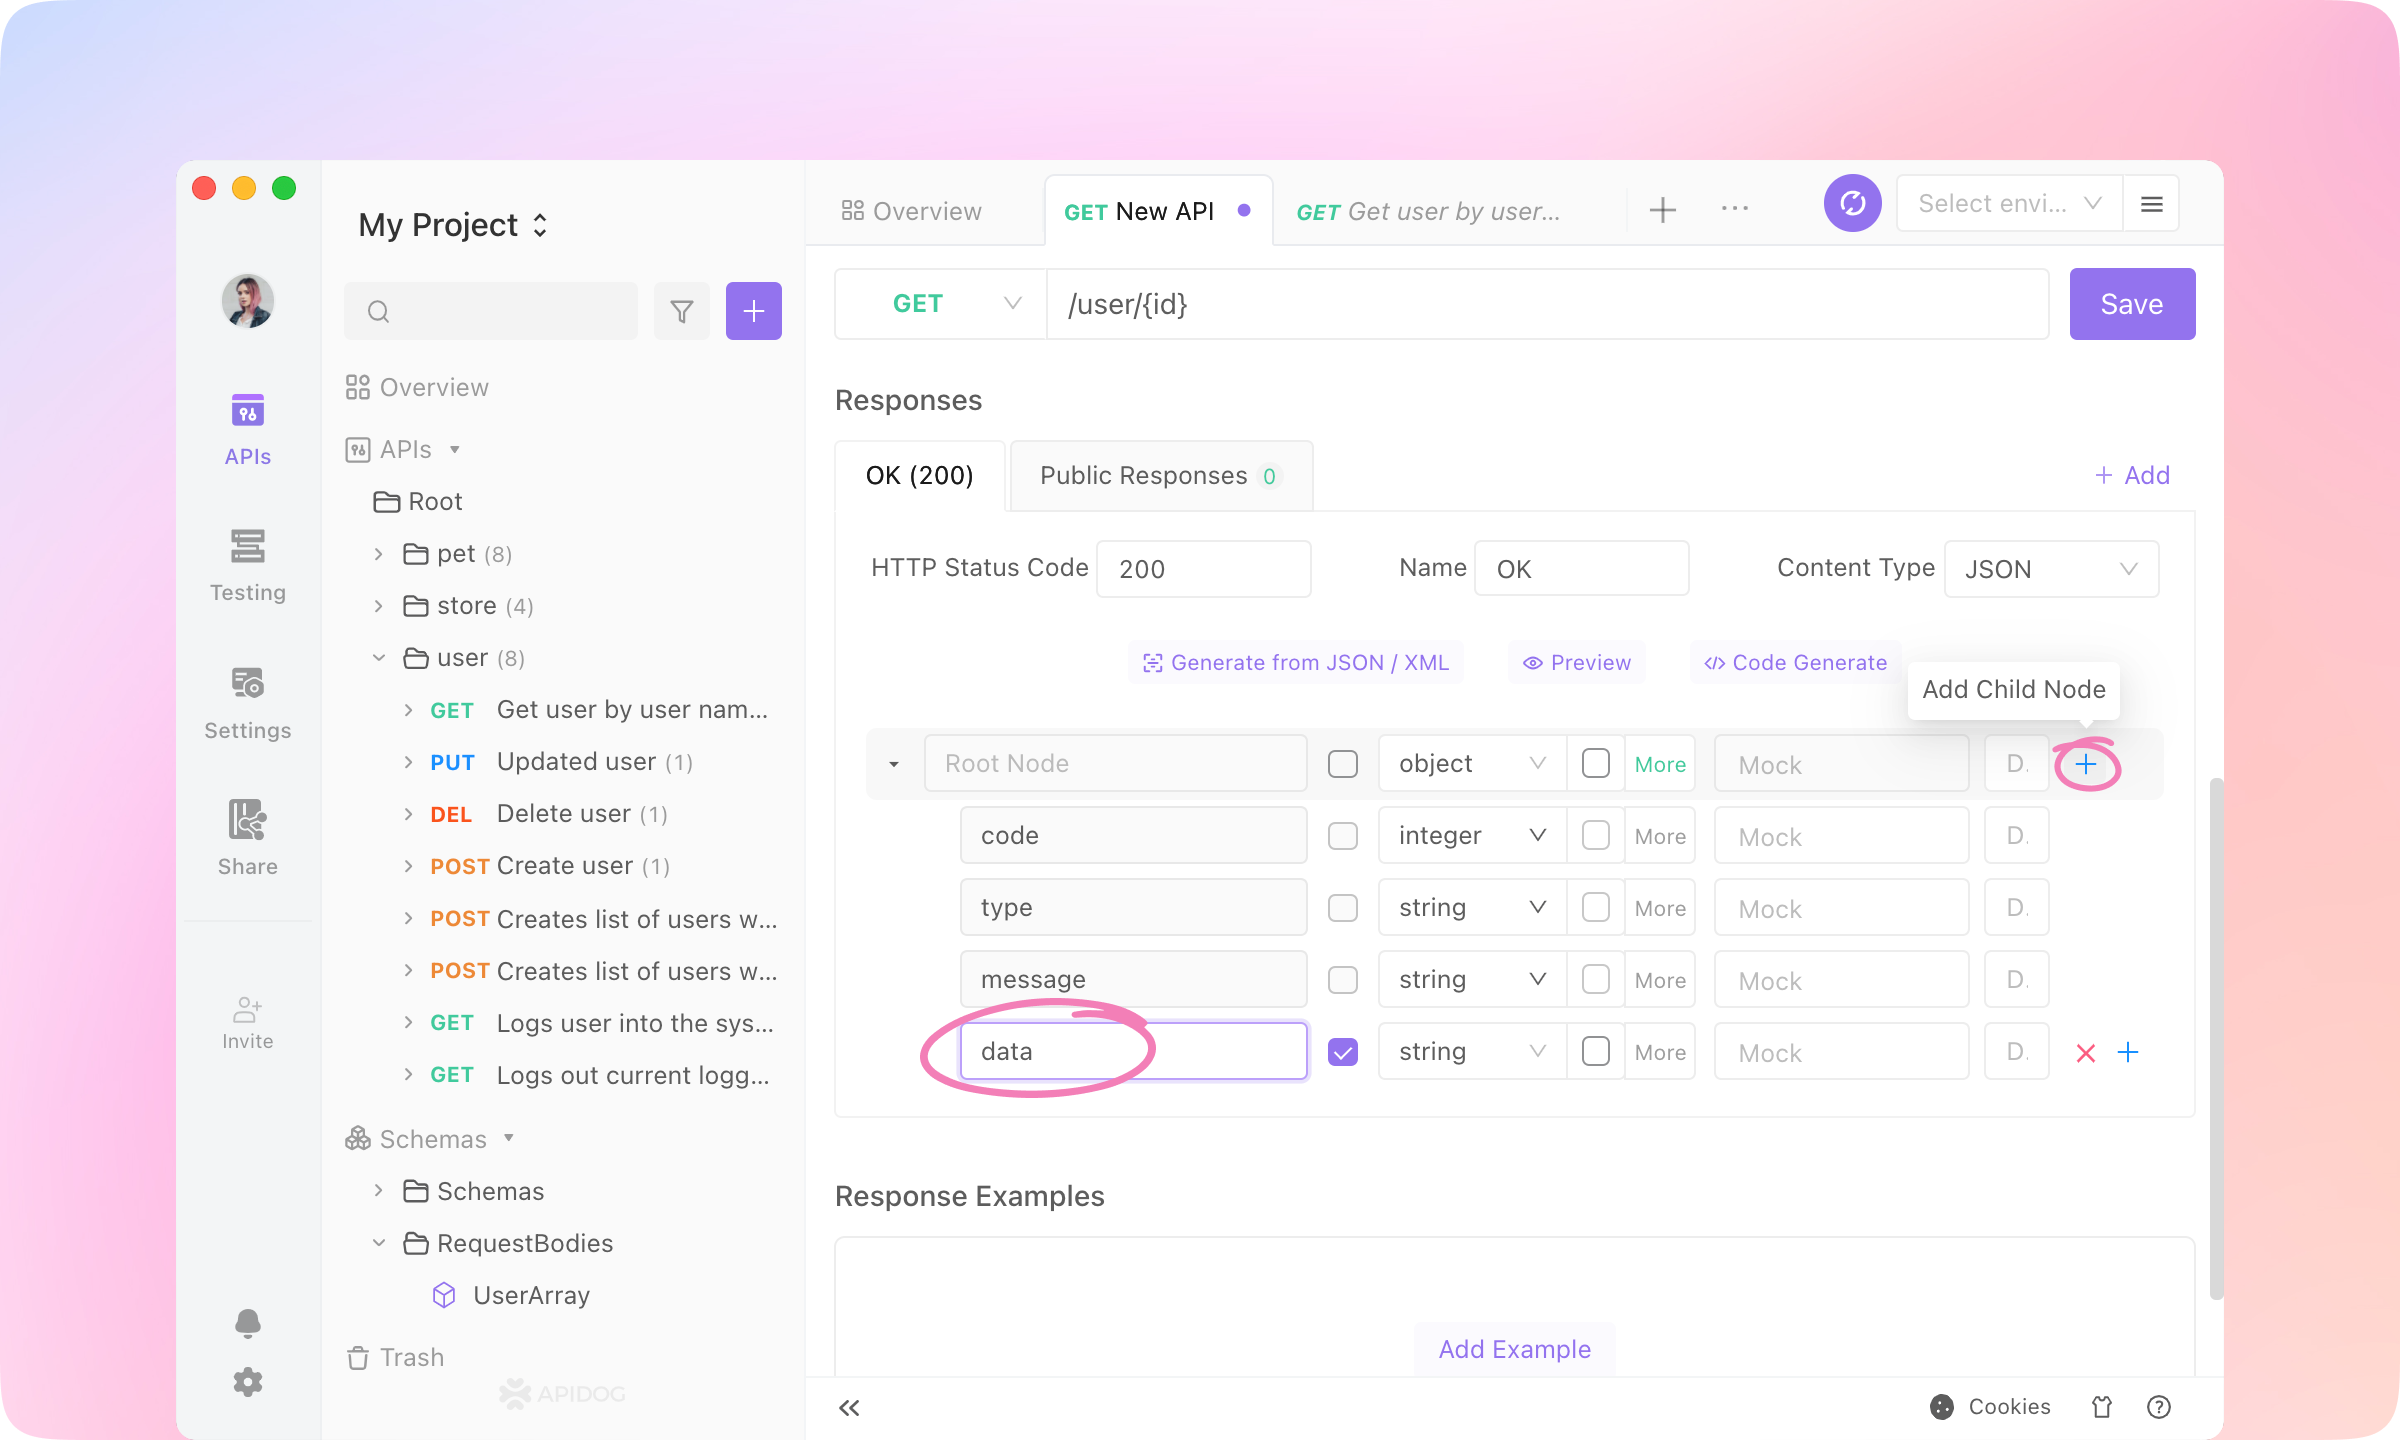 My Project
Overview
GET New API
GET Get user by user...
Select envi...
APIs
Testing
Settings
Share
Invite
Overview
APIs
Root
pet (8)
store (4)
user (8)
GET Get user by user nam...
PUT Updated user (1)
DEL Delete user (1)
POST Create user (1)
POST Creates list of users w...
POST Creates list of users w...
GET Logs user into the sys...
GET Logs out current logg...
Schemas
Schemas
RequestBodies
UserArray
Trash
APIDOG
GET /user/{id} Save
Responses
OK (200) Public Responses 0 + Add
HTTP Status Code 200 Name OK Content Type JSON
Generate from JSON / XML Preview Code Generate
Add Child Node
Root Node object More Mock D.
code integer More Mock D.
type string More Mock D.
message string More Mock D.
data string More Mock D.
Response Examples
Add Example
Cookies